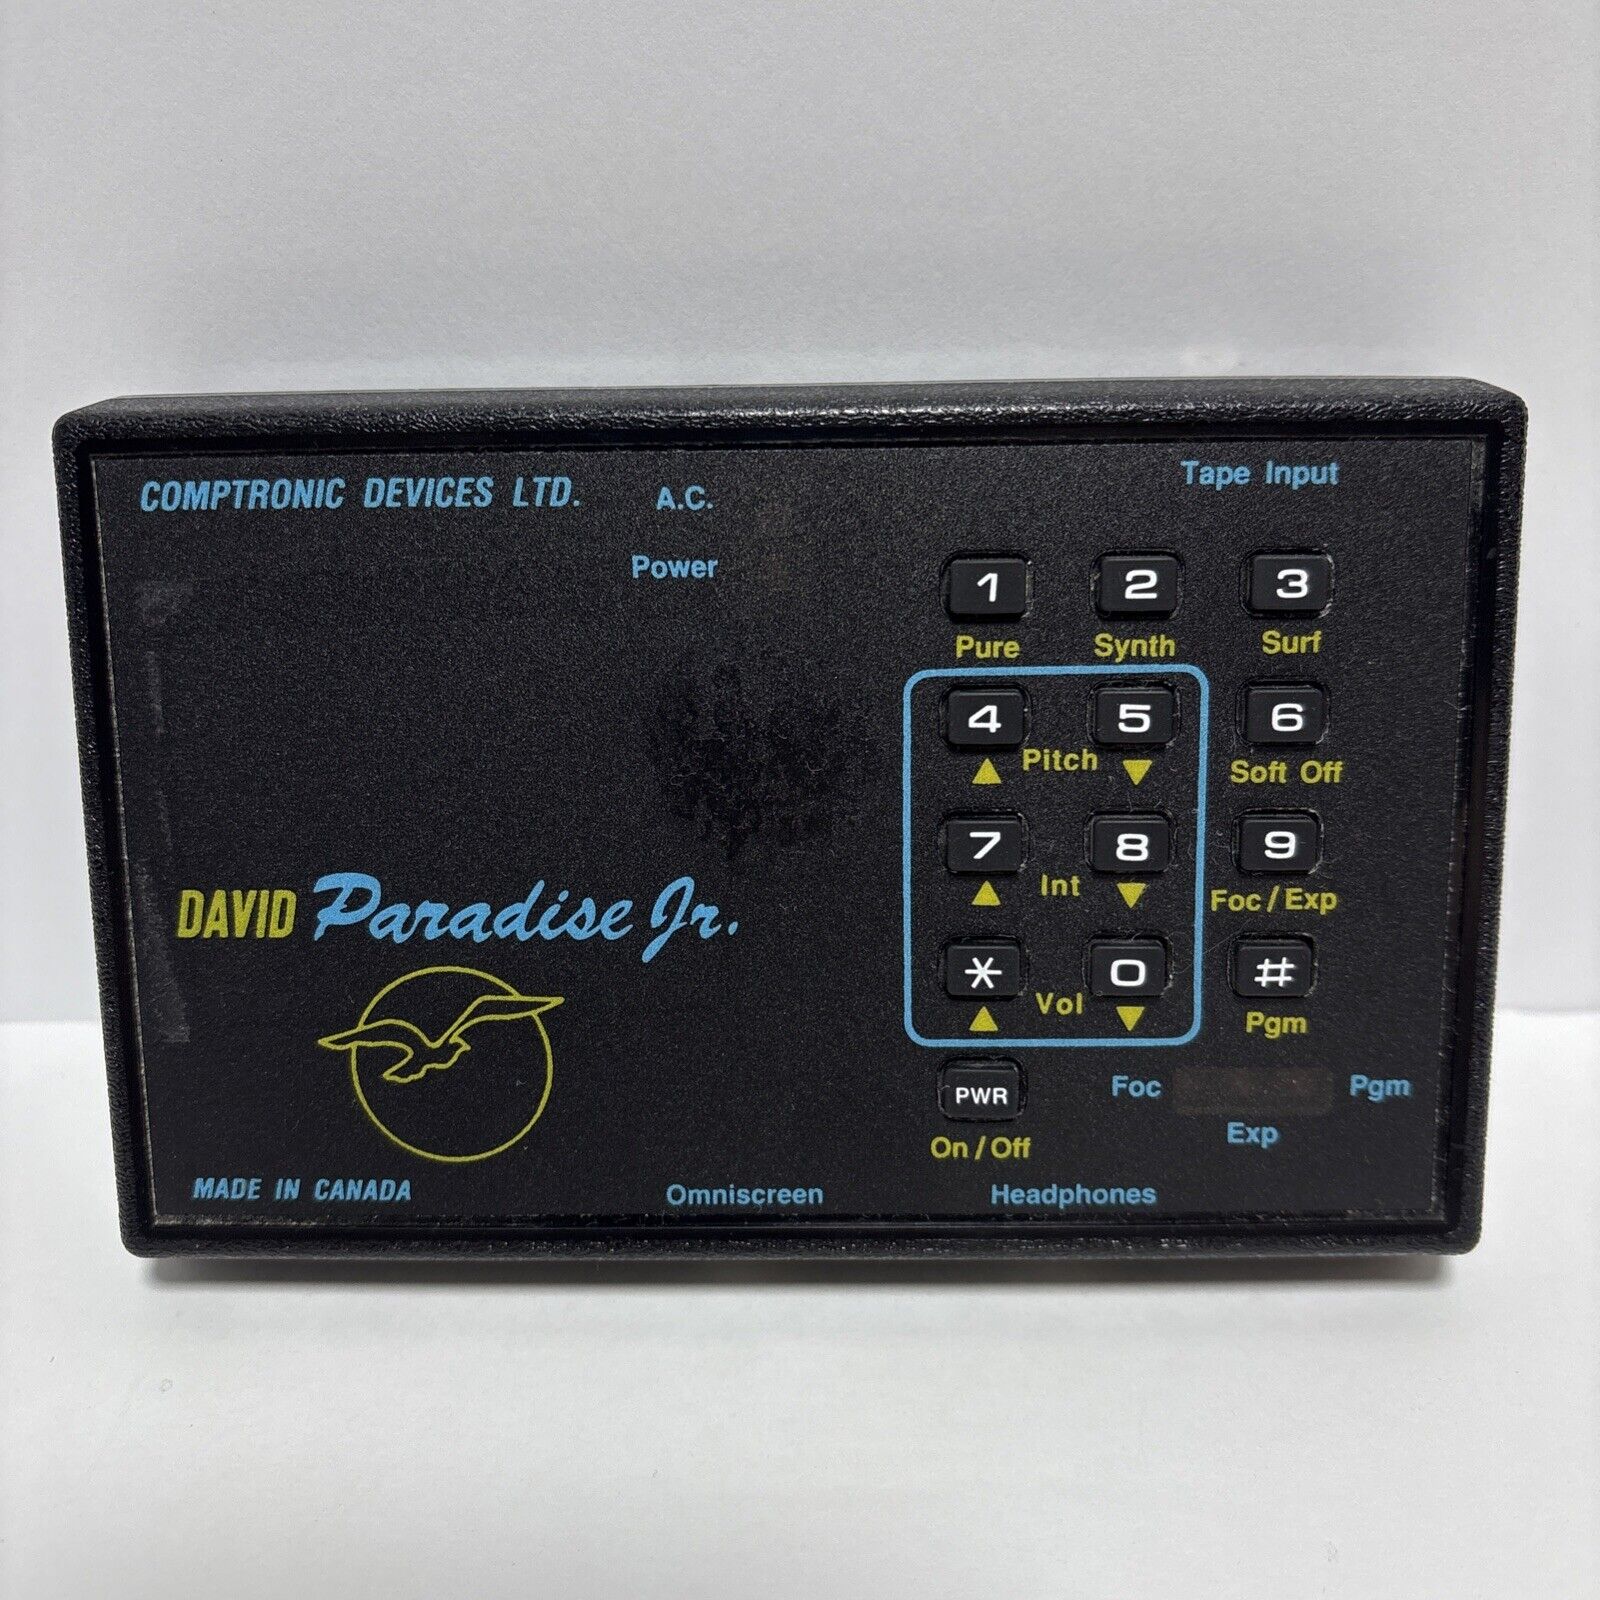 COMPTRONIC DEVICES LTD. A.C. Tape Input
Power
1 2 3
Pure Synth Surf
4 5 6
Pitch Soft Off
7 8 9
Int Foc / Exp
DAVID Paradise Jr.
* 0 #
Vol Pgm
PWR Foc Pgm
On / Off Exp
MADE IN CANADA Omniscreen Headphones